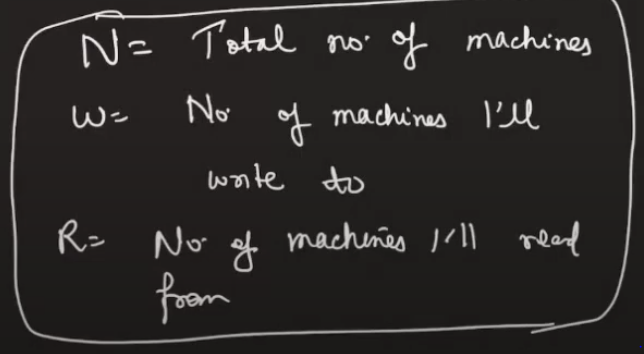 N = Total no. of machines
W = No. of machines I'll
write to
R = No. of machines I'll read
from